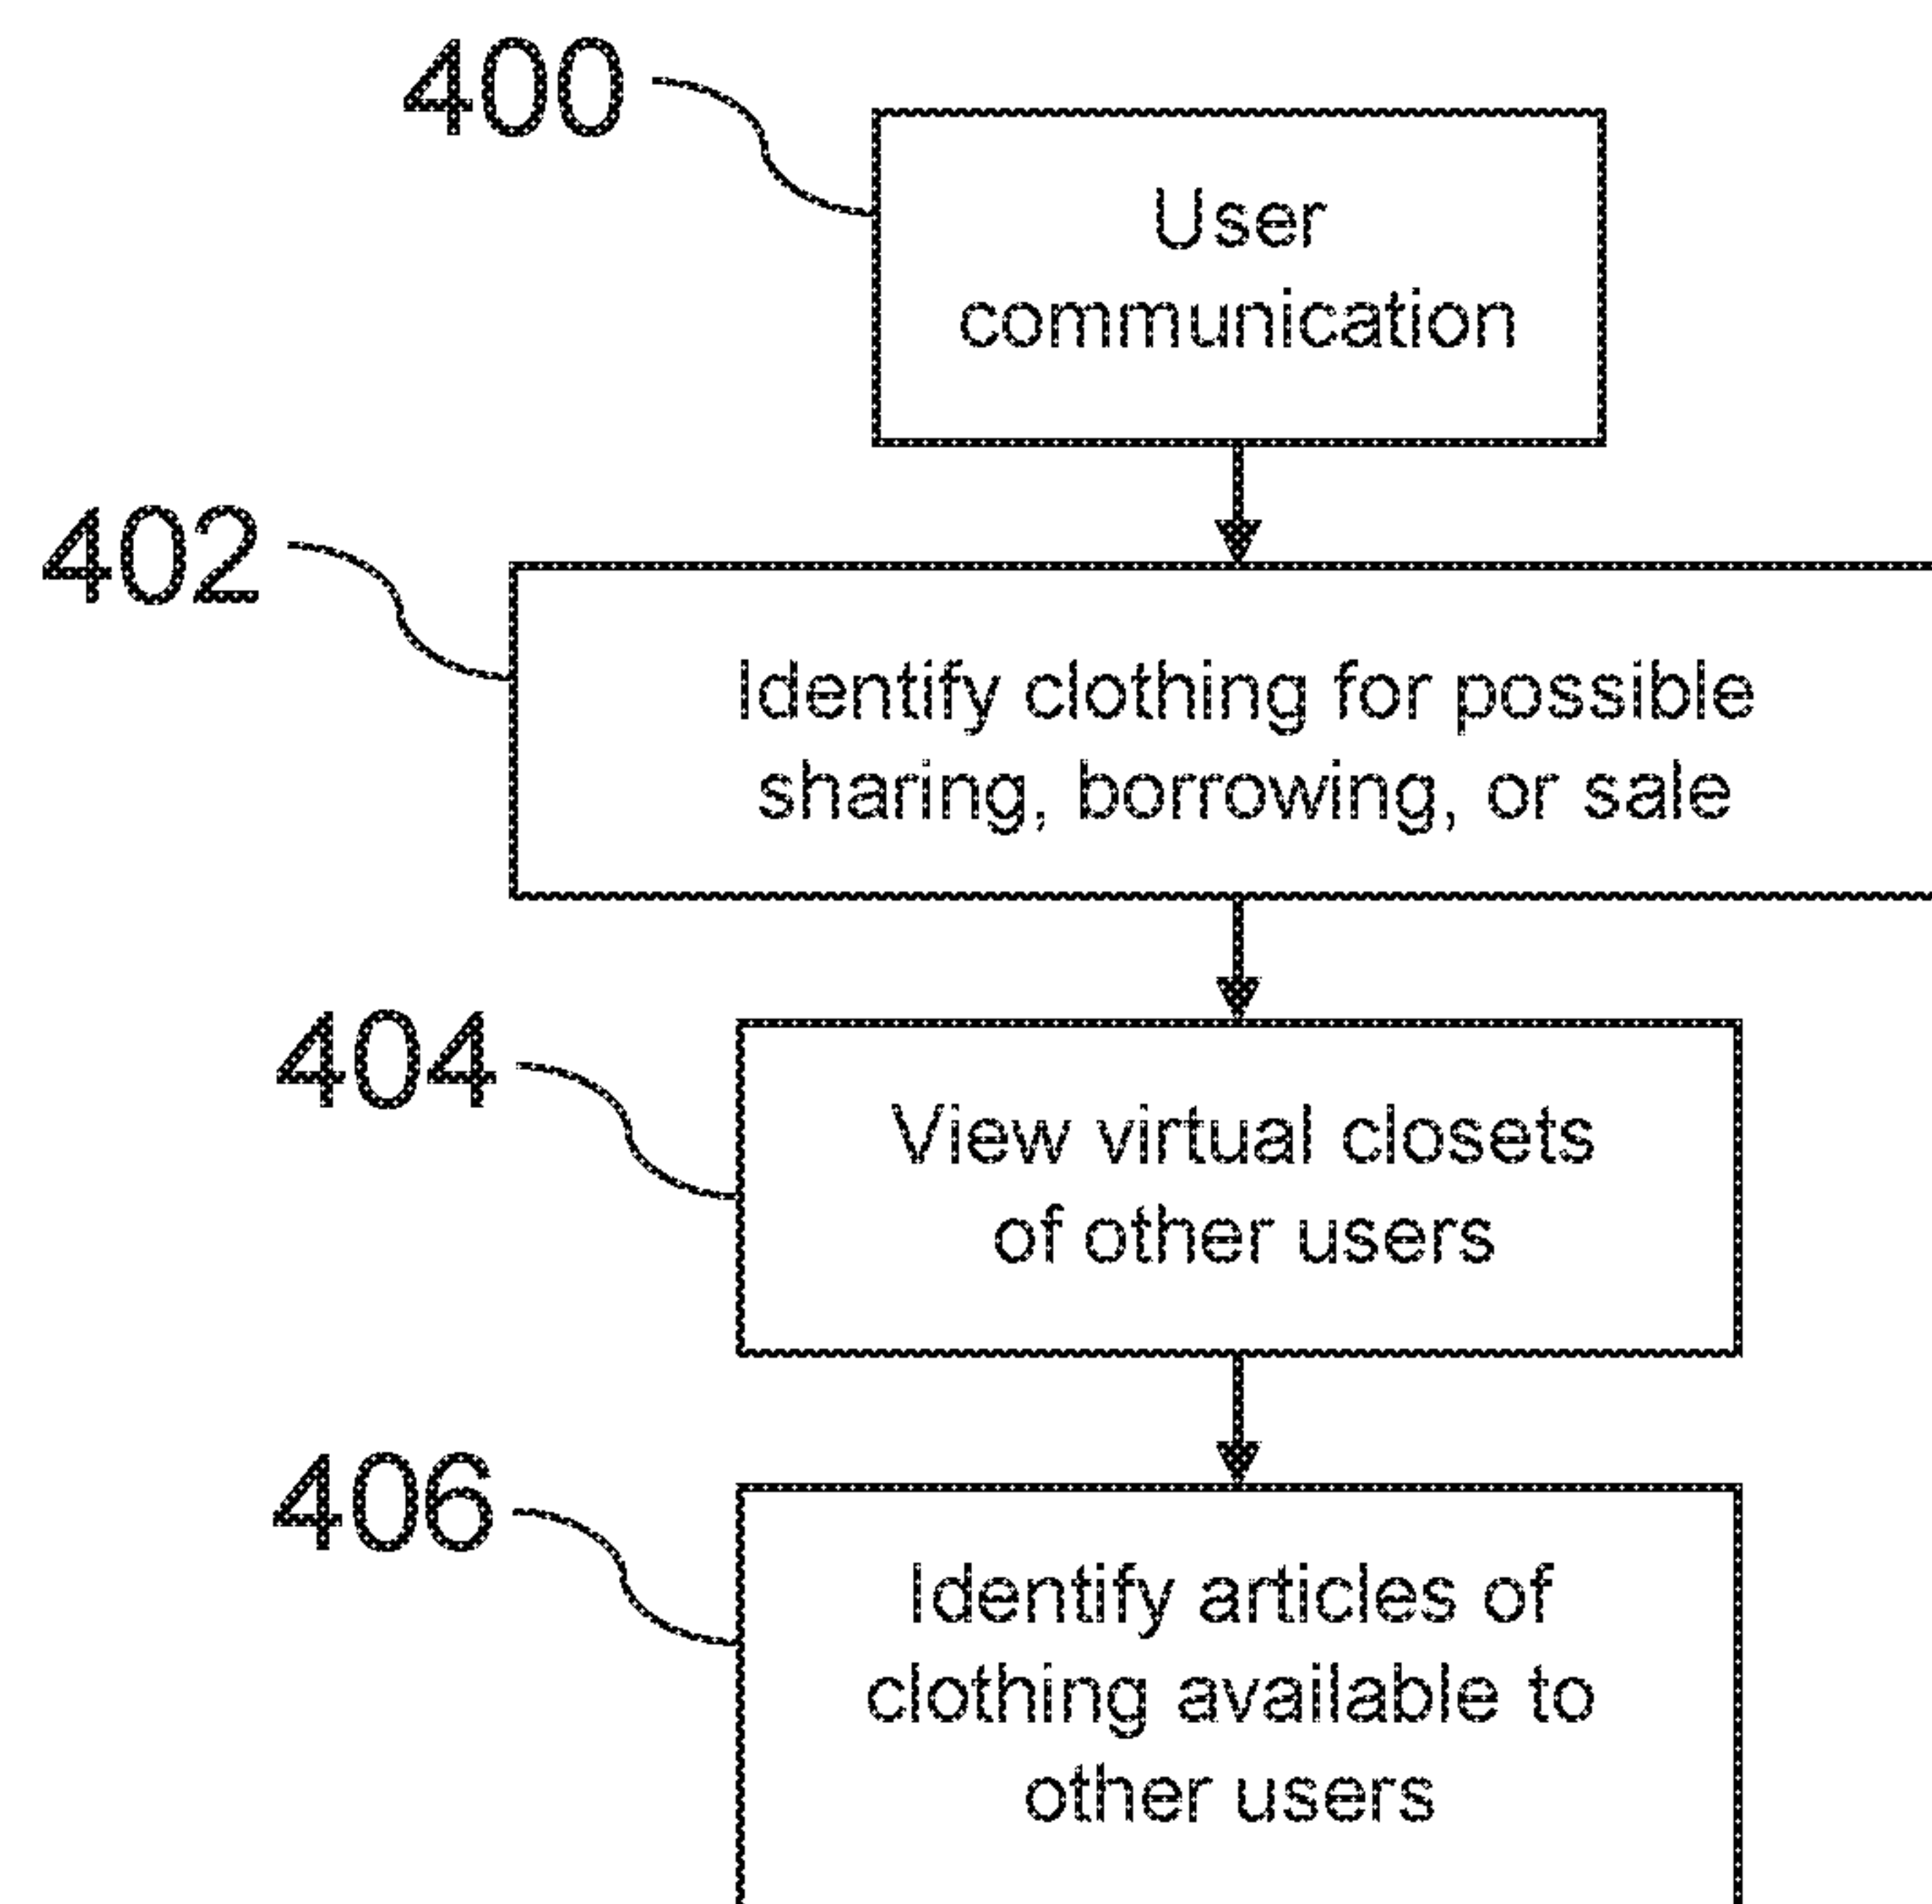 400
User
communication
402
Identify clothing for possible
sharing, borrowing, or sale
404
View virtual closets
of other users
406
Identify articles of
clothing available to
other users